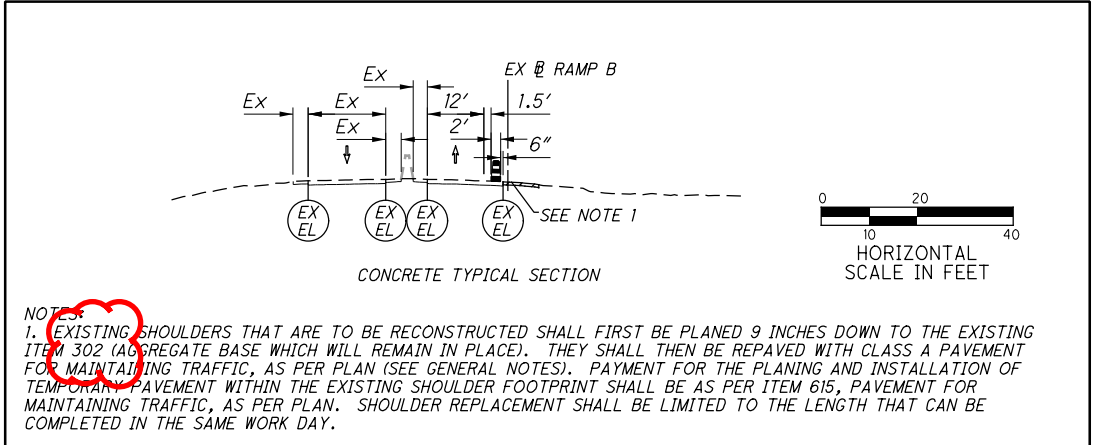 EX ⅊ RAMP B
Ex
Ex Ex 12' 1.5'
Ex 2'
6"
EX EL
EX EL
EX EL
EX EL
SEE NOTE 1
CONCRETE TYPICAL SECTION
0 20
10 40
HORIZONTAL
SCALE IN FEET
NOTES:
1. EXISTING SHOULDERS THAT ARE TO BE RECONSTRUCTED SHALL FIRST BE PLANED 9 INCHES DOWN TO THE EXISTING
ITEM 302 (AGGREGATE BASE WHICH WILL REMAIN IN PLACE). THEY SHALL THEN BE REPAVED WITH CLASS A PAVEMENT
FOR MAINTAINING TRAFFIC, AS PER PLAN (SEE GENERAL NOTES). PAYMENT FOR THE PLANING AND INSTALLATION OF
TEMPORARY PAVEMENT WITHIN THE EXISTING SHOULDER FOOTPRINT SHALL BE AS PER ITEM 615, PAVEMENT FOR
MAINTAINING TRAFFIC, AS PER PLAN. SHOULDER REPLACEMENT SHALL BE LIMITED TO THE LENGTH THAT CAN BE
COMPLETED IN THE SAME WORK DAY.